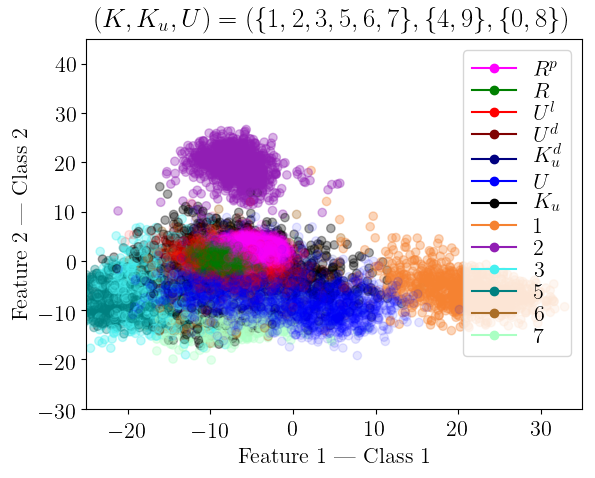 (K, K_u, U) = ({1, 2, 3, 5, 6, 7}, {4, 9}, {0, 8})
40
30
20
10
0
−10
−20
−30
Feature 2 — Class 2
R^p
R
U^l
U^d
K_u^d
U
K_u
1
2
3
5
6
7
−20
−10
0
10
20
30
Feature 1 — Class 1